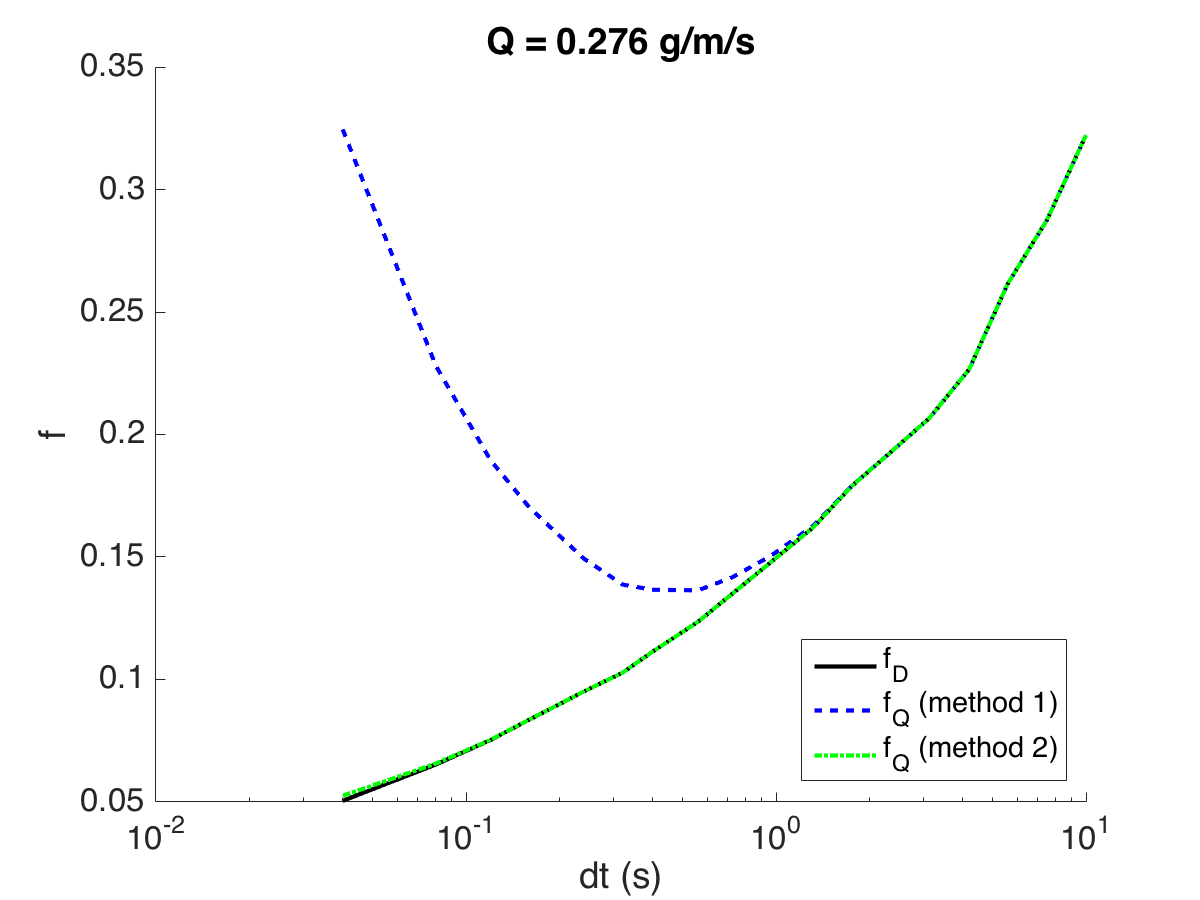 Q = 0.276 g/m/s
0.35
0.3
0.25
0.2
0.15
0.1
0.05
f
10^-2
10^-1
10^0
10^1
dt (s)
f_D
f_Q (method 1)
f_Q (method 2)